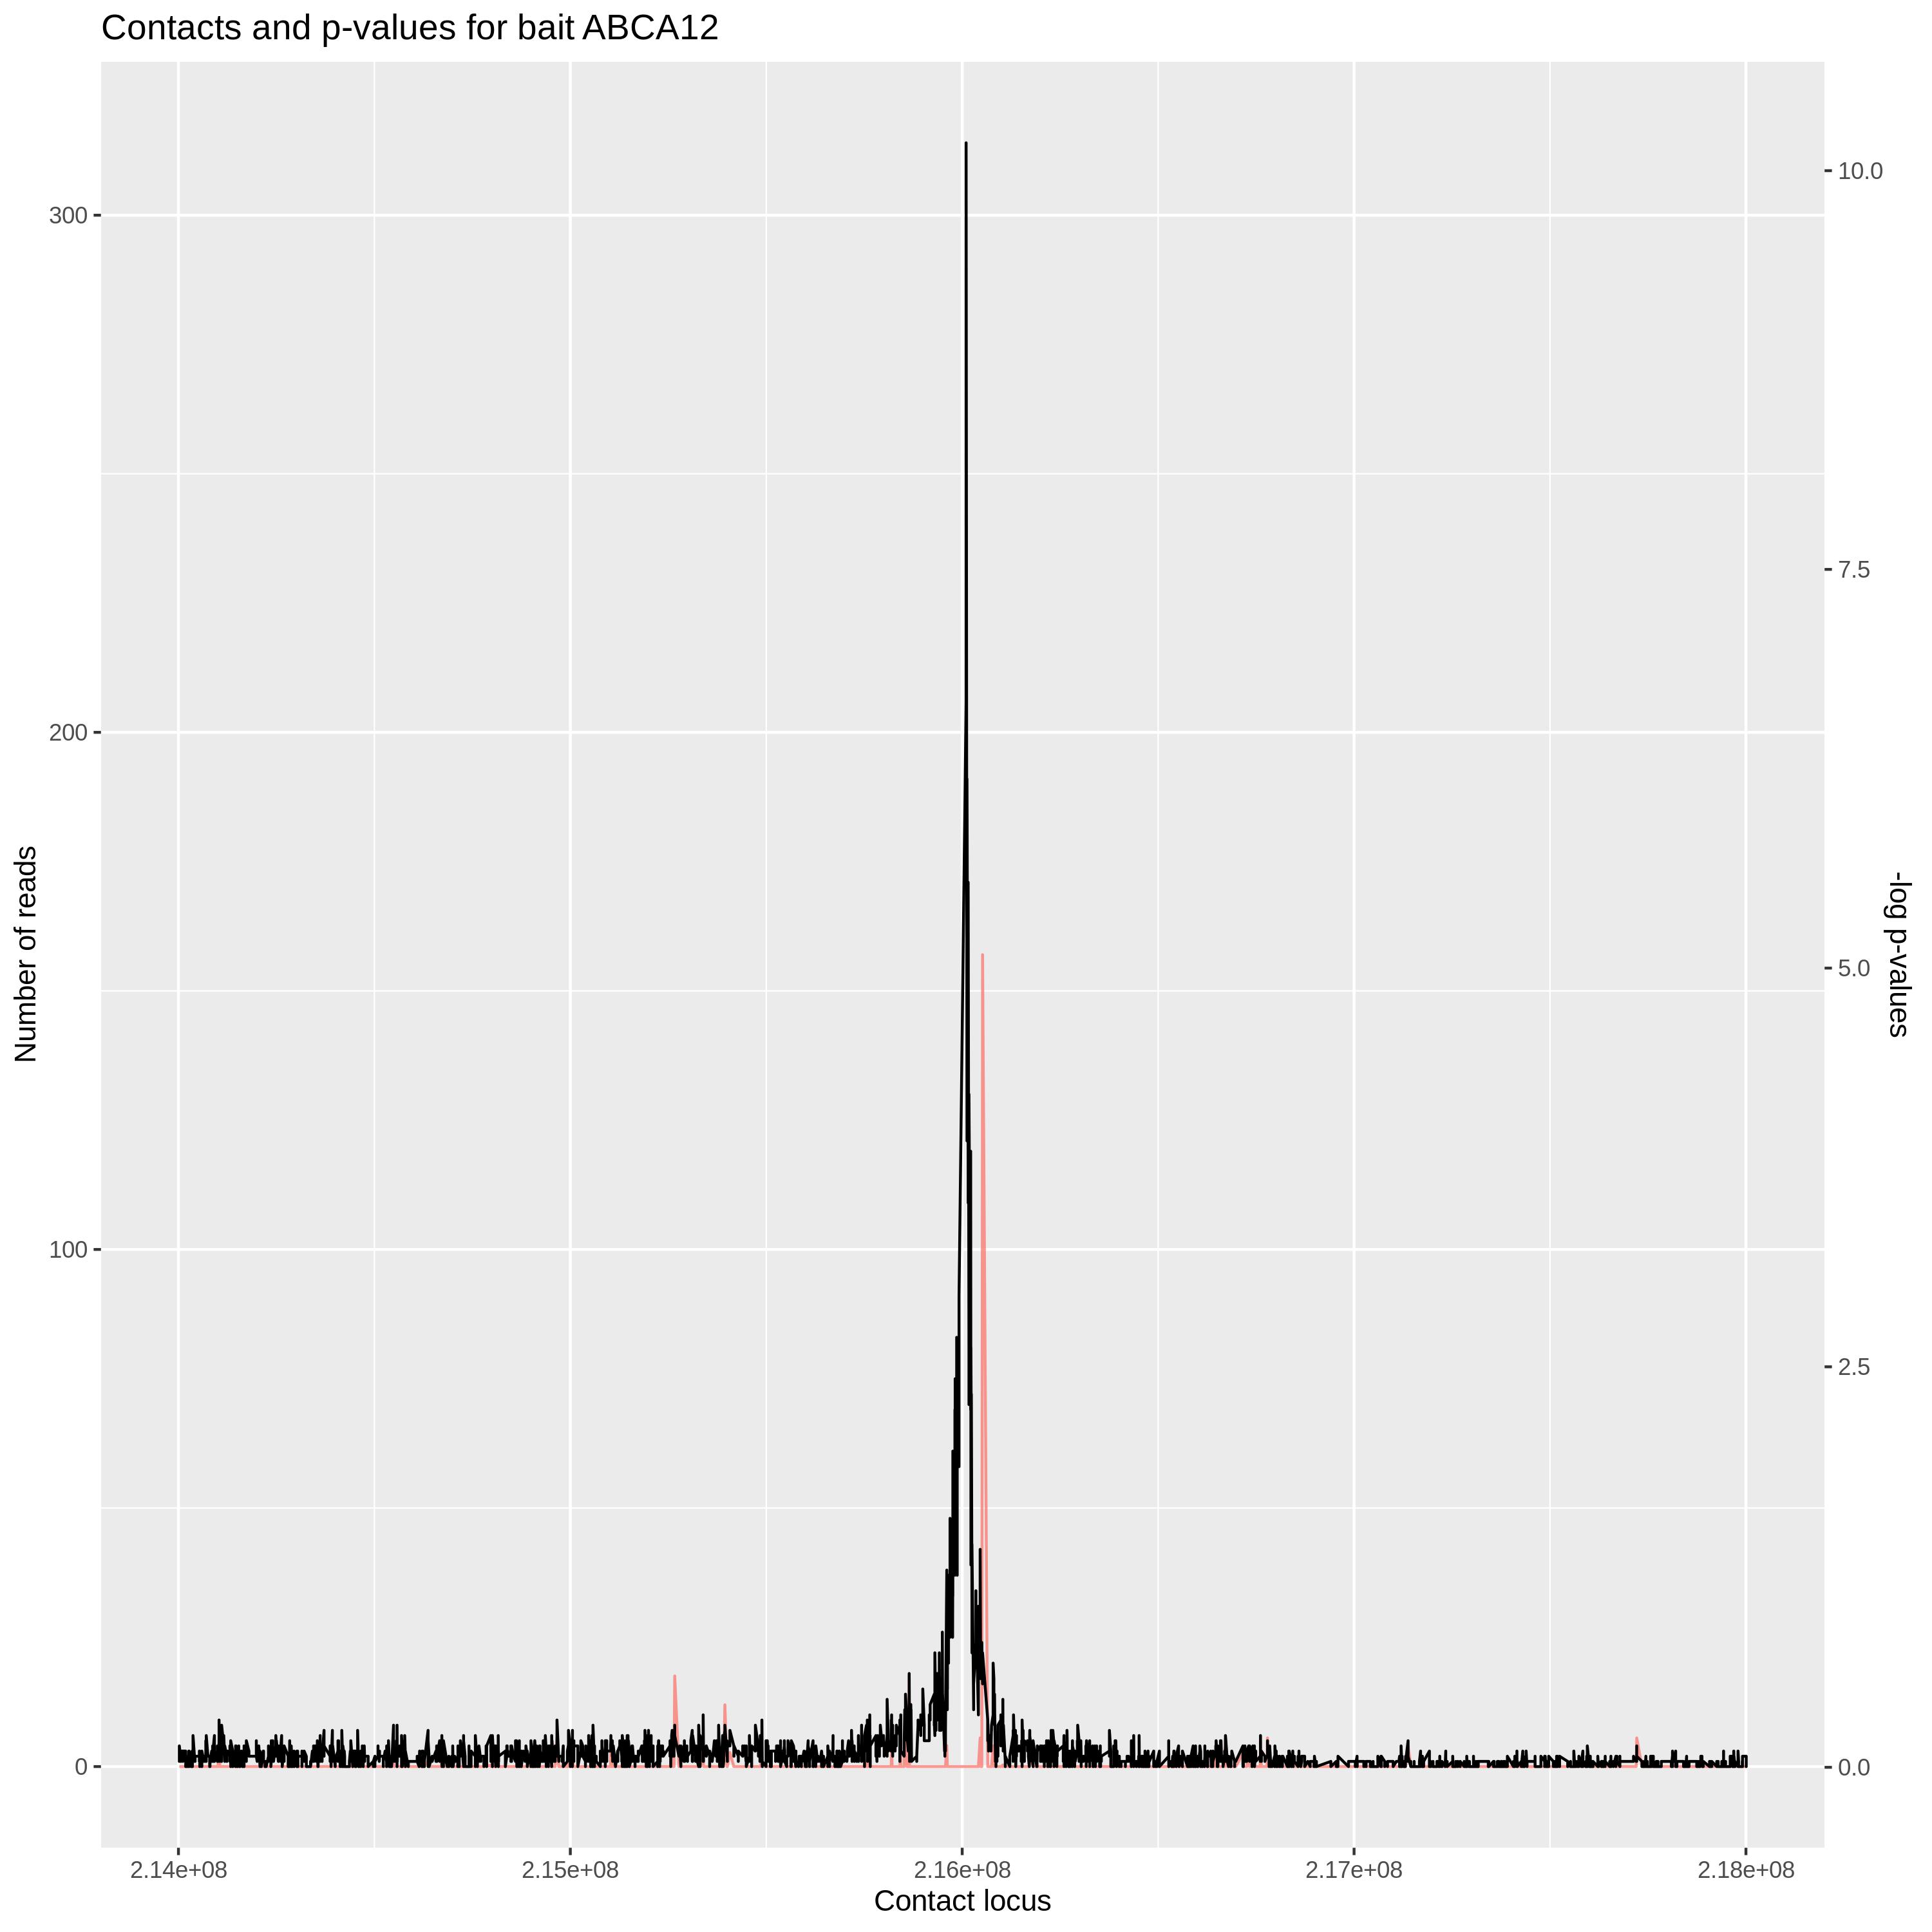 Contacts and p-values for bait ABCA12
300
200
100
0
Number of reads
10.0
7.5
5.0
2.5
0.0
-log p-values
2.14e+08
2.15e+08
2.16e+08
2.17e+08
2.18e+08
Contact locus